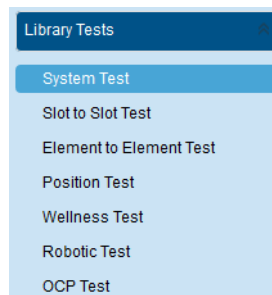 Library Tests
System Test
Slot to Slot Test
Element to Element Test
Position Test
Wellness Test
Robotic Test
OCP Test